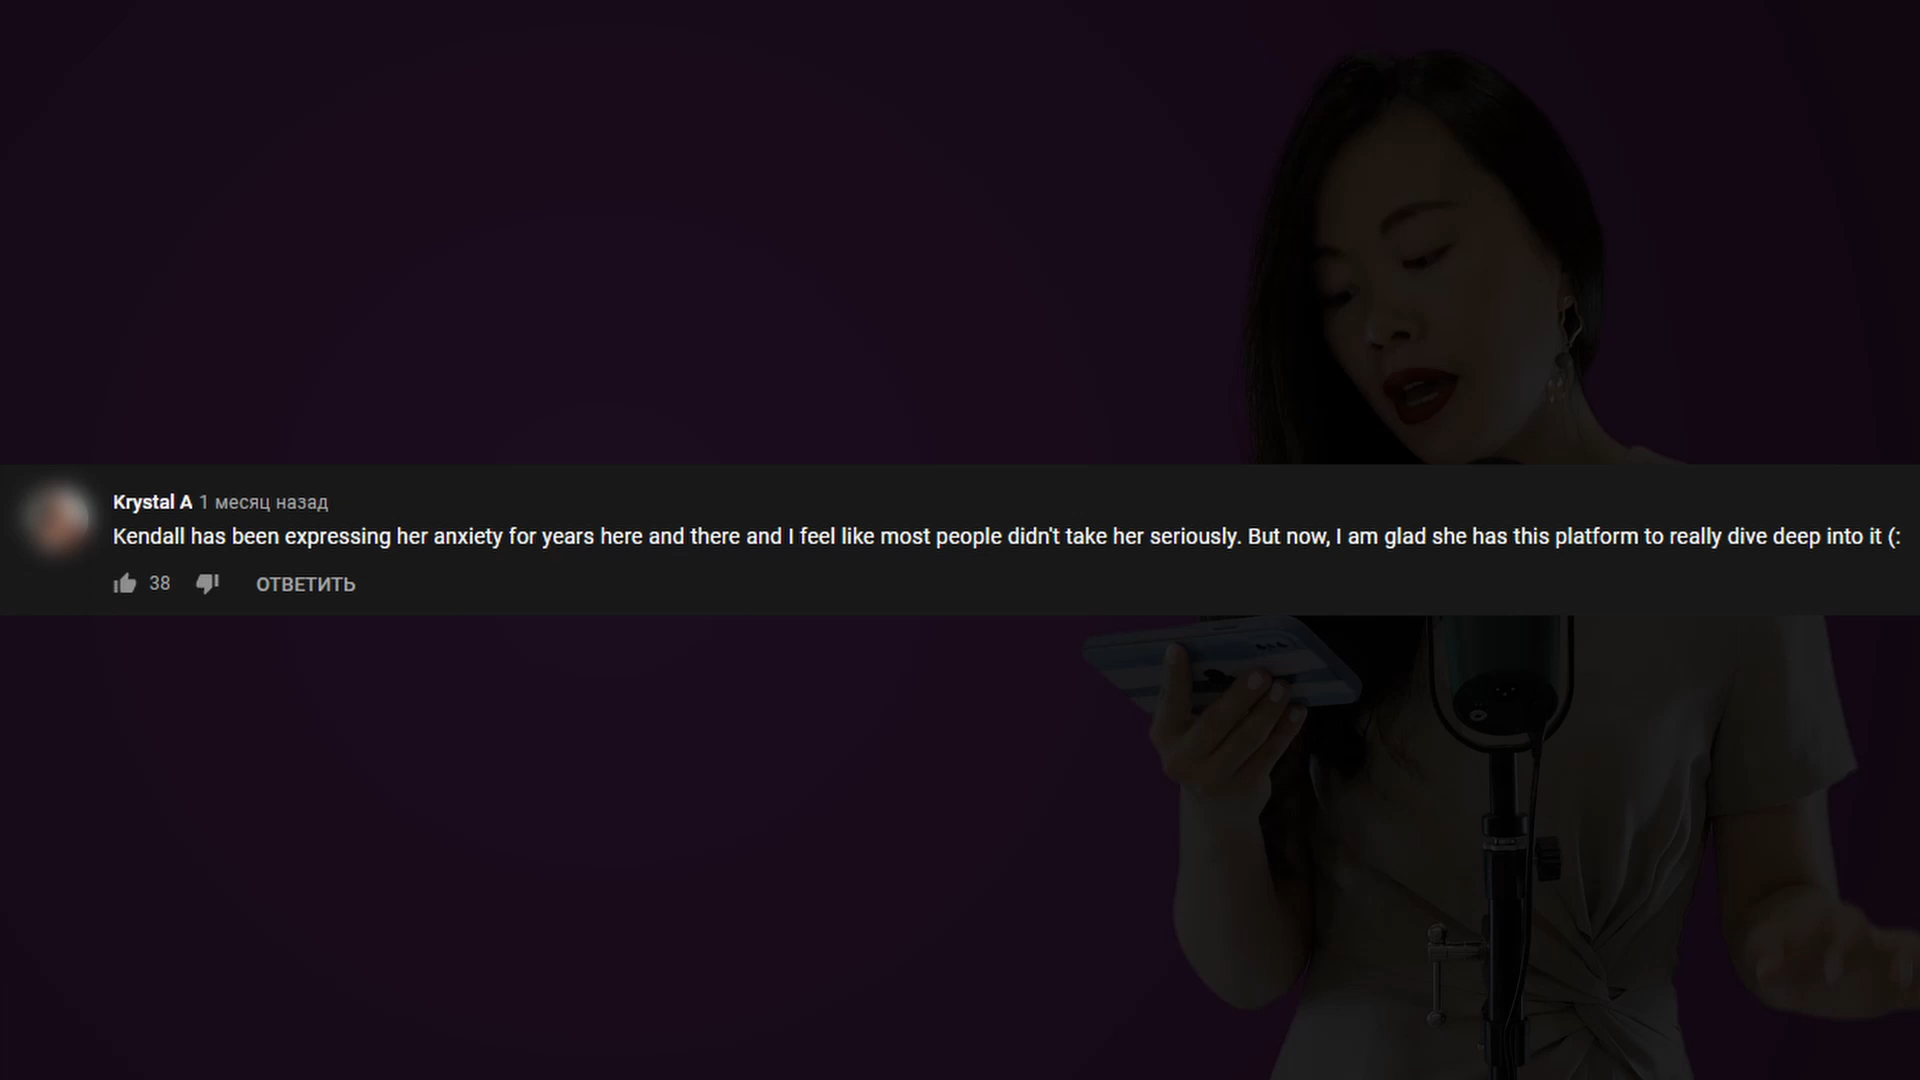 Krystal A 1 месяц назад
Kendall has been expressing her anxiety for years here and there and I feel like most people didn't take her seriously. But now, I am glad she has this platform to really dive deep into it (:
38 ОТВЕТИТЬ